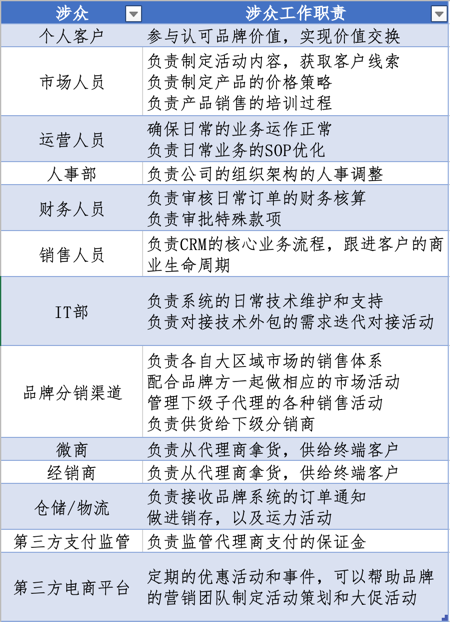 涉众 涉众工作职责
个人客户 参与认可品牌价值，实现价值交换
市场人员 负责制定活动内容，获取客户线索
负责制定产品的价格策略
负责产品销售的培训过程
运营人员 确保日常的业务运作正常
负责日常业务的SOP优化
人事部 负责公司的组织架构的人事调整
财务人员 负责审核日常订单的财务核算
负责审批特殊款项
销售人员 负责CRM的核心业务流程，跟进客户的商
业生命周期
IT部 负责系统的日常技术维护和支持
负责对接技术外包的需求迭代对接活动
品牌分销渠道 负责各自大区域市场的销售体系
配合品牌方一起做相应的市场活动
管理下级子代理的各种销售活动
负责供货给下级分销商
微商 负责从代理商拿货，供给终端客户
经销商 负责从代理商拿货，供给终端客户
仓储/物流 负责接收品牌系统的订单通知
做进销存，以及运力活动
第三方支付监管 负责监管代理商支付的保证金
第三方电商平台 定期的优惠活动和事件，可以帮助品牌
的营销团队制定活动策划和大促活动